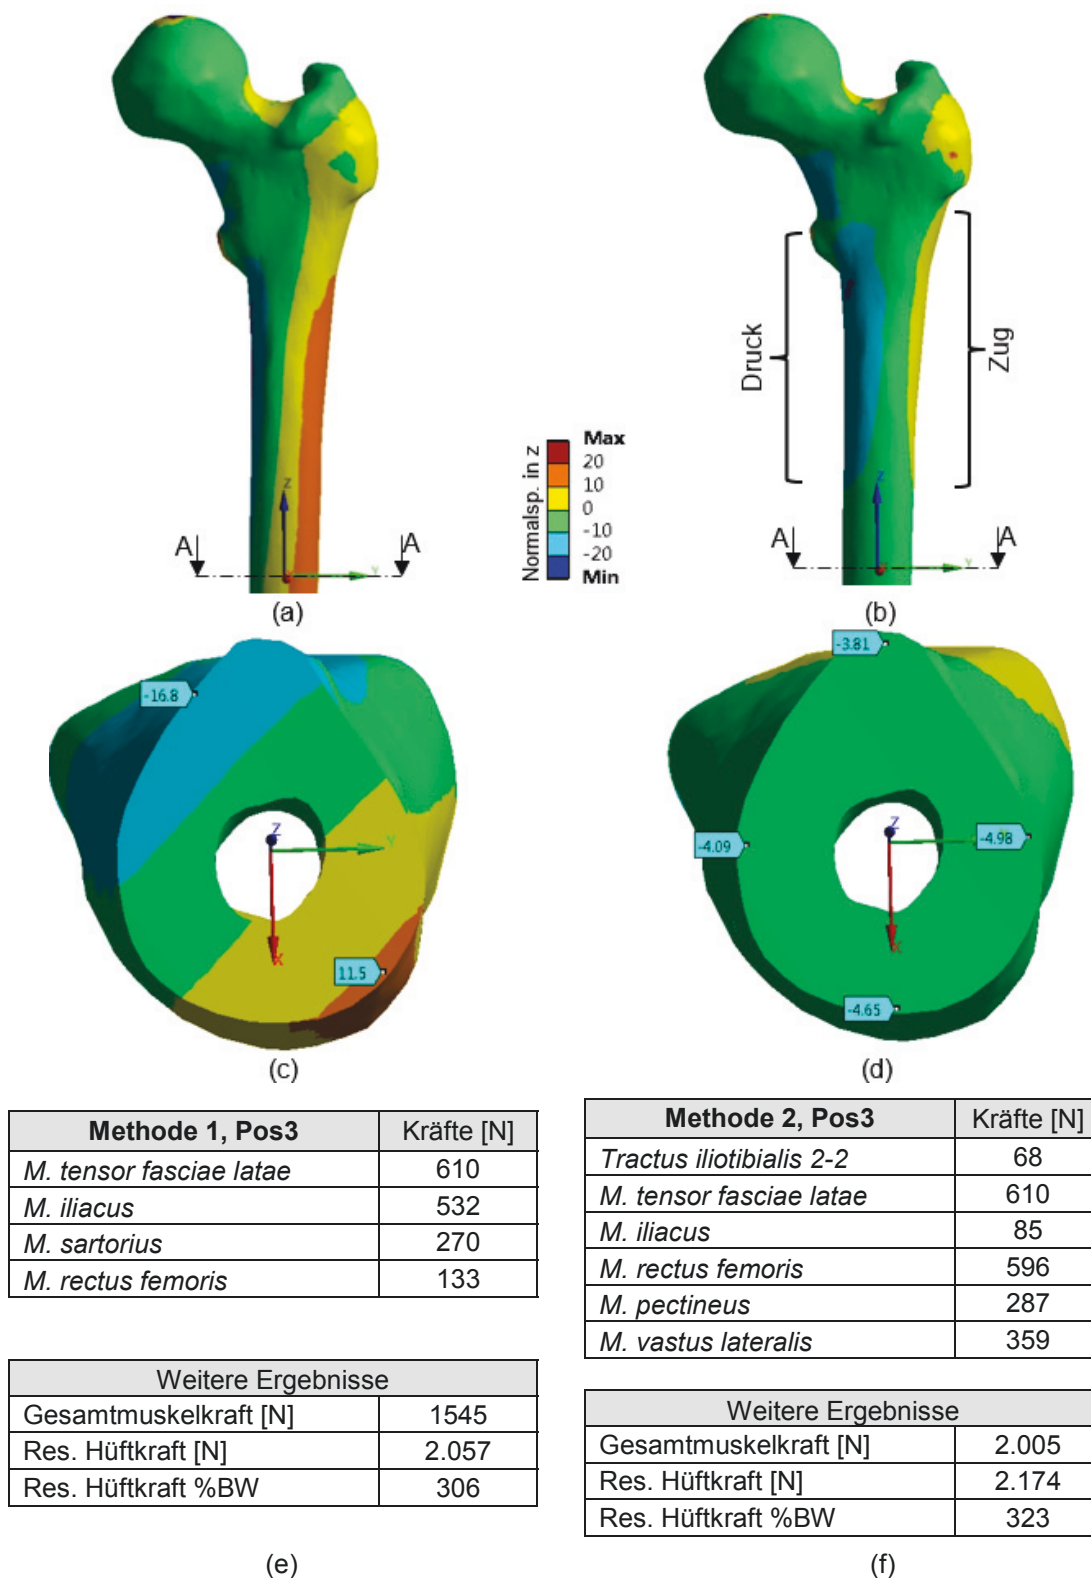 Druck
Zug
Normalsp. in z
Max
20
10
0
-10
-20
Min
Z
A
A
Y
(a)
Z
A
A
Y
(b)
-16.8
Z
Y
X
11.5
(c)
-3.81
-4.09
Z
-4.98
X
-4.65
(d)
Methode 1, Pos3 Kräfte [N]
M. tensor fasciae latae 610
M. iliacus 532
M. sartorius 270
M. rectus femoris 133
Weitere Ergebnisse
Gesamtmuskelkraft [N] 1545
Res. Hüftkraft [N] 2.057
Res. Hüftkraft %BW 306
(e)
Methode 2, Pos3 Kräfte [N]
Tractus iliotibialis 2-2 68
M. tensor fasciae latae 610
M. iliacus 85
M. rectus femoris 596
M. pectineus 287
M. vastus lateralis 359
Weitere Ergebnisse
Gesamtmuskelkraft [N] 2.005
Res. Hüftkraft [N] 2.174
Res. Hüftkraft %BW 323
(f)